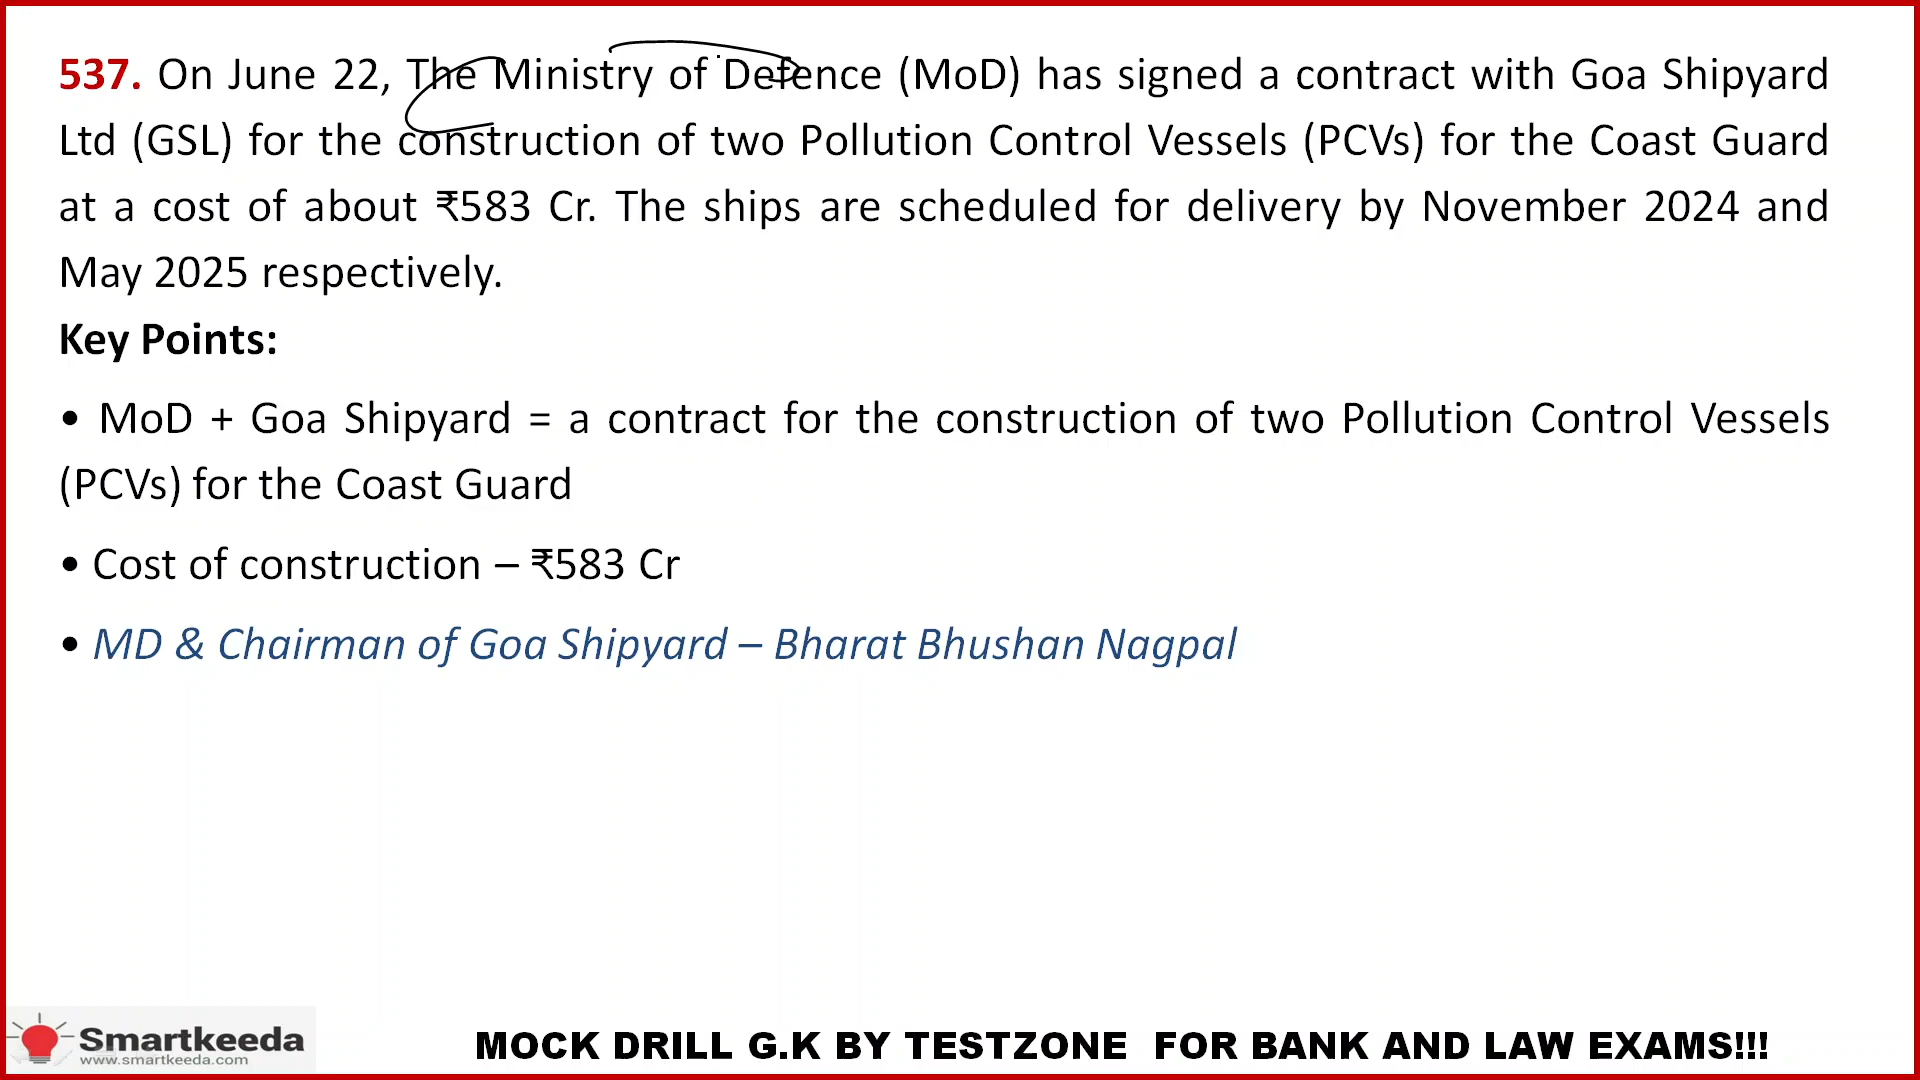 537. On June 22, The Ministry of Defence (MoD) has signed a contract with Goa Shipyard
Ltd (GSL) for the construction of two Pollution Control Vessels (PCVs) for the Coast Guard
at a cost of about ₹583 Cr. The ships are scheduled for delivery by November 2024 and
May 2025 respectively.
Key Points:
• MoD + Goa Shipyard = a contract for the construction of two Pollution Control Vessels
(PCVs) for the Coast Guard
• Cost of construction – ₹583 Cr
• MD & Chairman of Goa Shipyard – Bharat Bhushan Nagpal
Smartkeeda
www.smartkeeda.com
MOCK DRILL G.K BY TESTZONE FOR BANK AND LAW EXAMS!!!